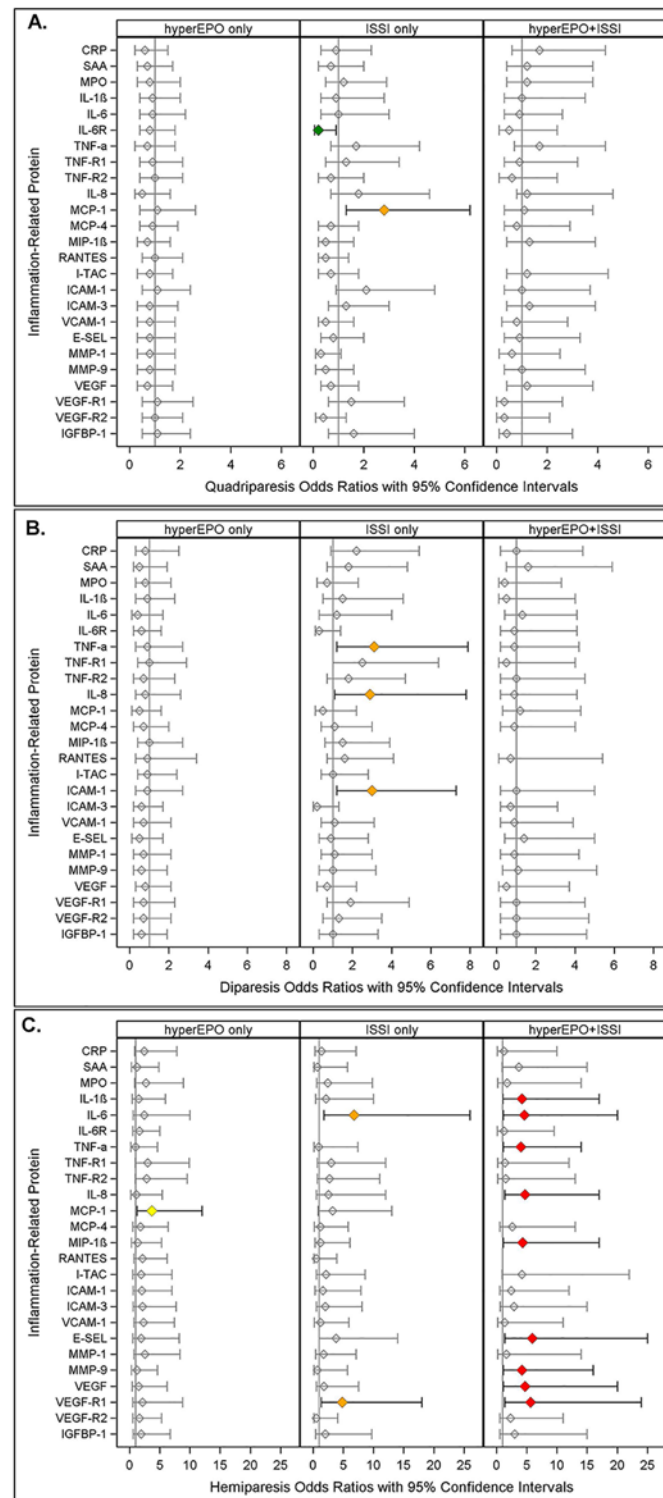 A.
hyperEPO only ISSI only hyperEPO+ISSI
Inflammation-Related Protein
CRP
SAA
MPO
IL-1ß
IL-6
IL-6R
TNF-a
TNF-R1
TNF-R2
IL-8
MCP-1
MCP-4
MIP-1ß
RANTES
I-TAC
ICAM-1
ICAM-3
VCAM-1
E-SEL
MMP-1
MMP-9
VEGF
VEGF-R1
VEGF-R2
IGFBP-1
0 2 4 6 0 2 4 6 0 2 4 6
Quadriparesis Odds Ratios with 95% Confidence Intervals
B.
hyperEPO only ISSI only hyperEPO+ISSI
Inflammation-Related Protein
CRP
SAA
MPO
IL-1ß
IL-6
IL-6R
TNF-a
TNF-R1
TNF-R2
IL-8
MCP-1
MCP-4
MIP-1ß
RANTES
I-TAC
ICAM-1
ICAM-3
VCAM-1
E-SEL
MMP-1
MMP-9
VEGF
VEGF-R1
VEGF-R2
IGFBP-1
0 2 4 6 8 0 2 4 6 8 0 2 4 6 8
Diparesis Odds Ratios with 95% Confidence Intervals
C.
hyperEPO only ISSI only hyperEPO+ISSI
Inflammation-Related Protein
CRP
SAA
MPO
IL-1ß
IL-6
IL-6R
TNF-a
TNF-R1
TNF-R2
IL-8
MCP-1
MCP-4
MIP-1ß
RANTES
I-TAC
ICAM-1
ICAM-3
VCAM-1
E-SEL
MMP-1
MMP-9
VEGF
VEGF-R1
VEGF-R2
IGFBP-1
0 5 10 15 20 25 0 5 10 15 20 25 0 5 10 15 20 25
Hemiparesis Odds Ratios with 95% Confidence Intervals